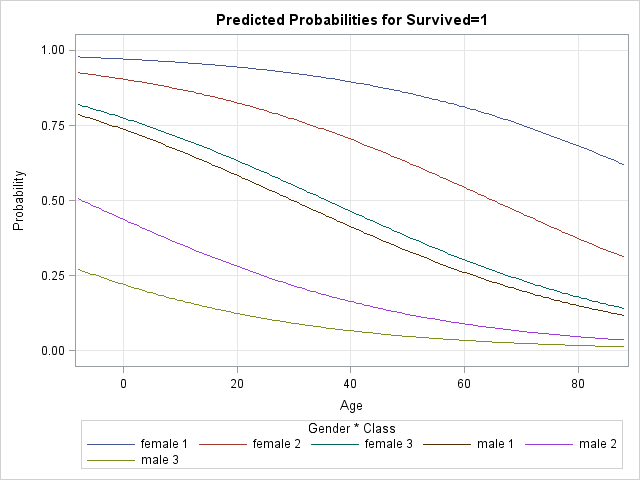 Predicted Probabilities for Survived=1
1.00
0.75
0.50
0.25
0.00
Probability
0 20 40 60 80
Age
Gender * Class
female 1 female 2 female 3 male 1 male 2
male 3